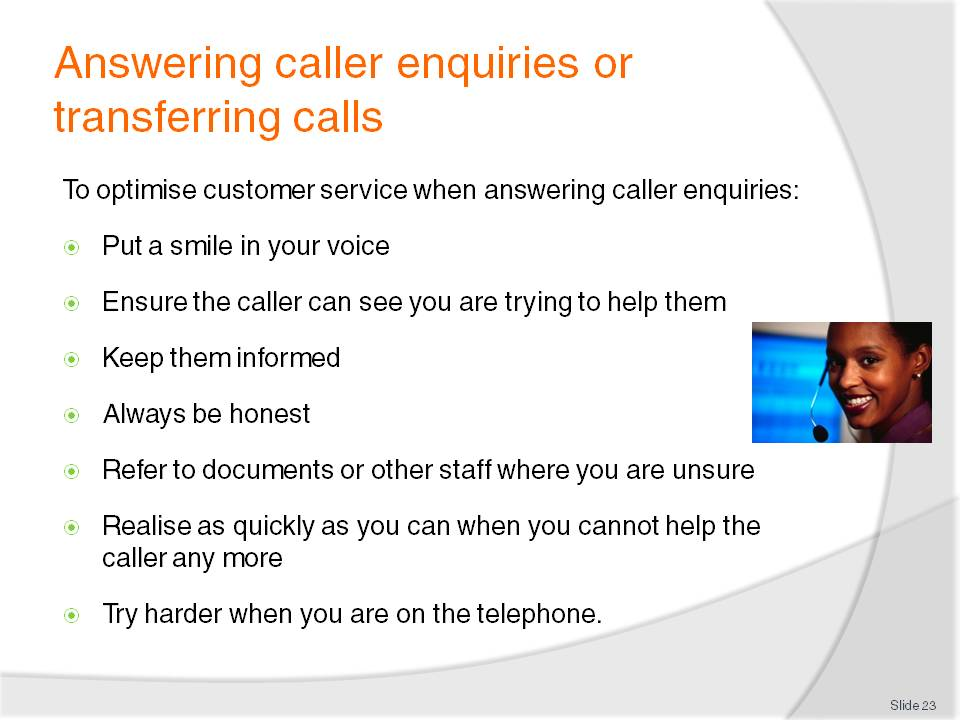 Answering caller enquiries or
transferring calls
To optimise customer service when answering caller enquiries:
Put a smile in your voice
Ensure the caller can see you are trying to help them
Keep them informed
Always be honest
Refer to documents or other staff where you are unsure
Realise as quickly as you can when you cannot help the
caller any more
Try harder when you are on the telephone.
Slide 23